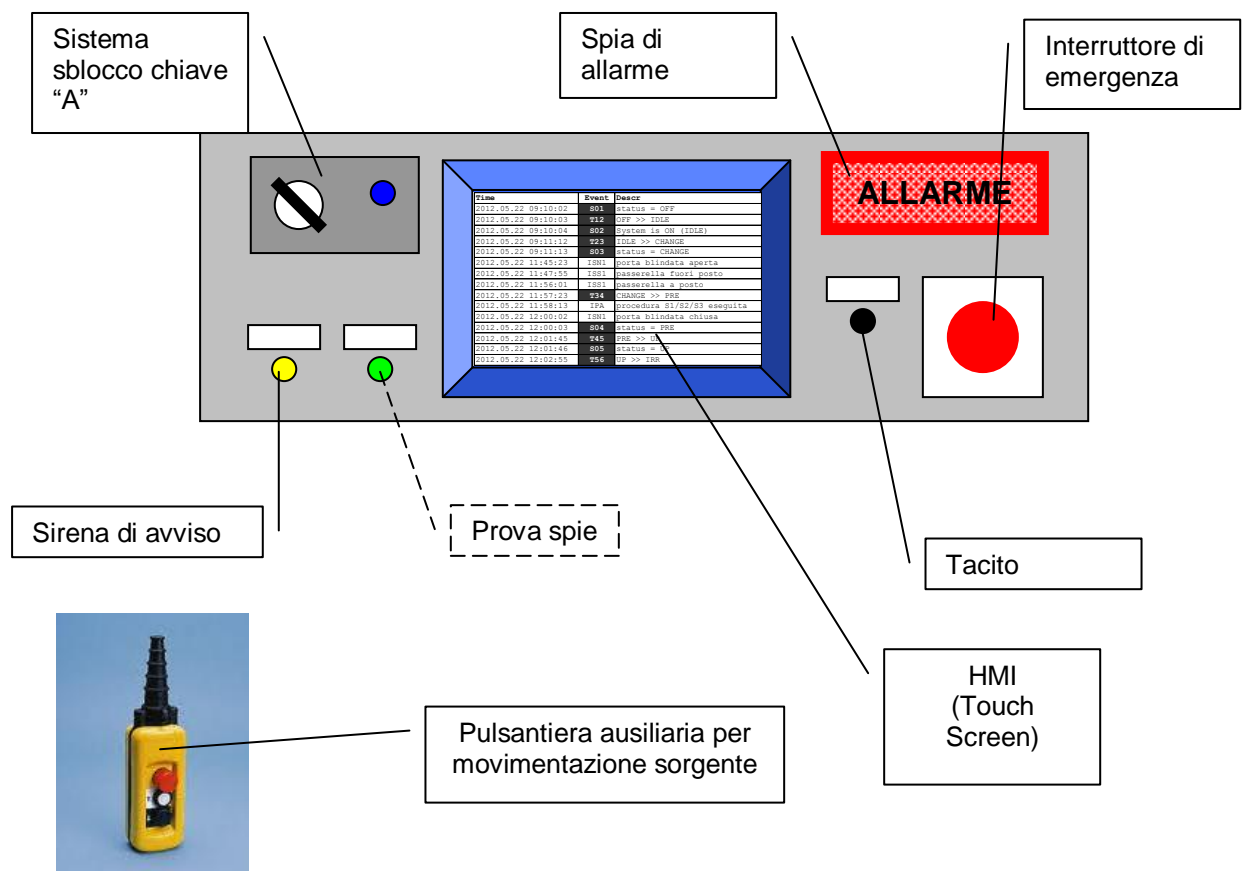 Sistema
sblocco chiave
“A”
Spia di
allarme
Interruttore di
emergenza
ALLARME
Time Event Descr
2012.05.22 09:10:02 S01 status = OFF
2012.05.22 09:10:03 T12 OFF >> IDLE
2012.05.22 09:10:04 S02 System is ON (IDLE)
2012.05.22 09:11:12 T23 IDLE >> CHANGE
2012.05.22 09:11:13 S03 status = CHANGE
2012.05.22 11:45:23 ISN1 porta blindata aperta
2012.05.22 11:47:55 ISS1 passerella fuori posto
2012.05.22 11:56:01 ISS1 passerella a posto
2012.05.22 11:57:23 T34 CHANGE >> PRE
2012.05.22 11:58:13 IPA procedura S1/S2/S3 eseguita
2012.05.22 12:00:02 ISN1 porta blindata chiusa
2012.05.22 12:00:03 S04 status = PRE
2012.05.22 12:01:45 T45 PRE >> UP
2012.05.22 12:01:46 S05 status = UP
2012.05.22 12:02:55 T56 UP >> IRR
Sirena di avviso
Prova spie
Tacito
HMI
(Touch
Screen)
Pulsantiera ausiliaria per
movimentazione sorgente